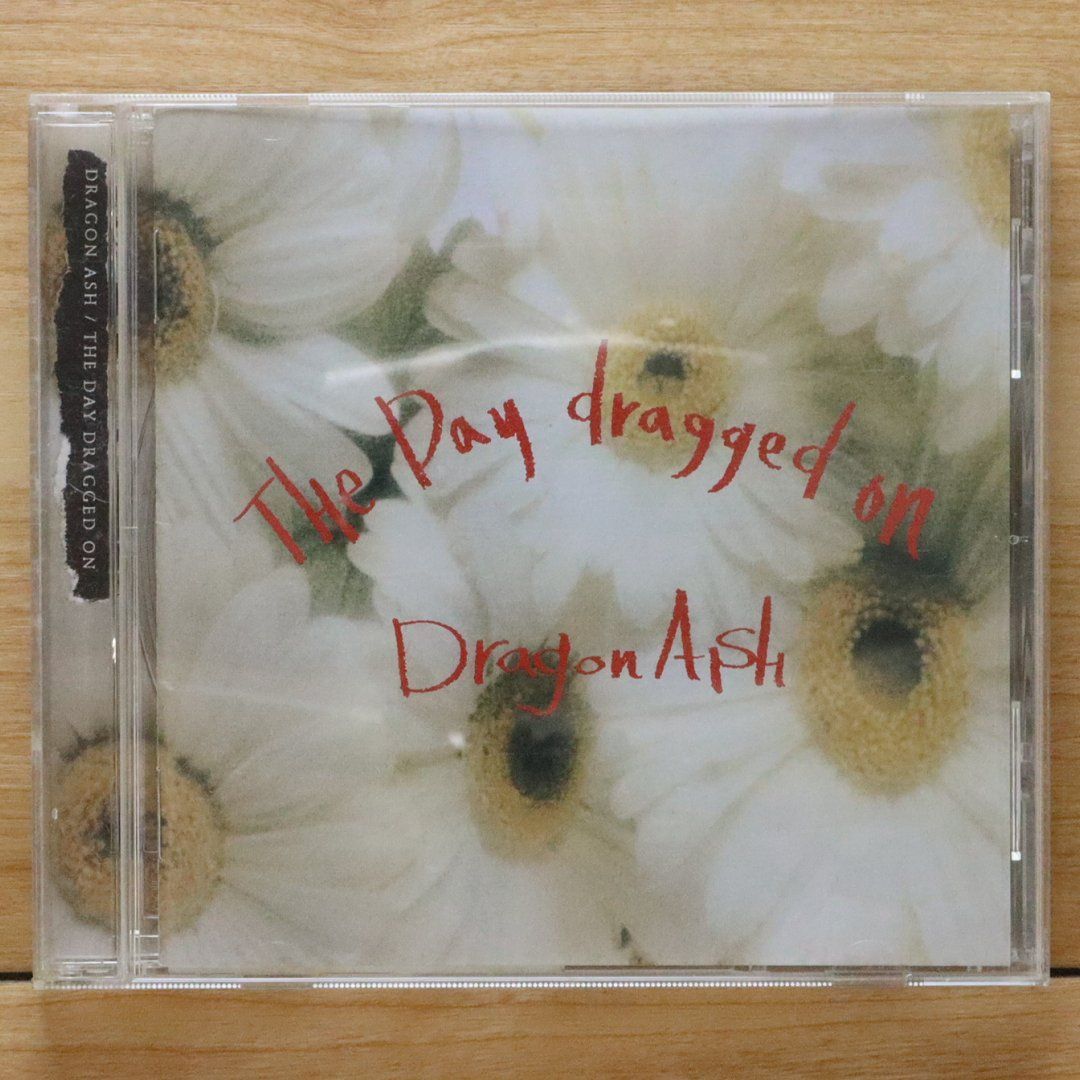 DRAGON ASH / THE DAY DRAGGED ON
The Day dragged on
Dragon Ash